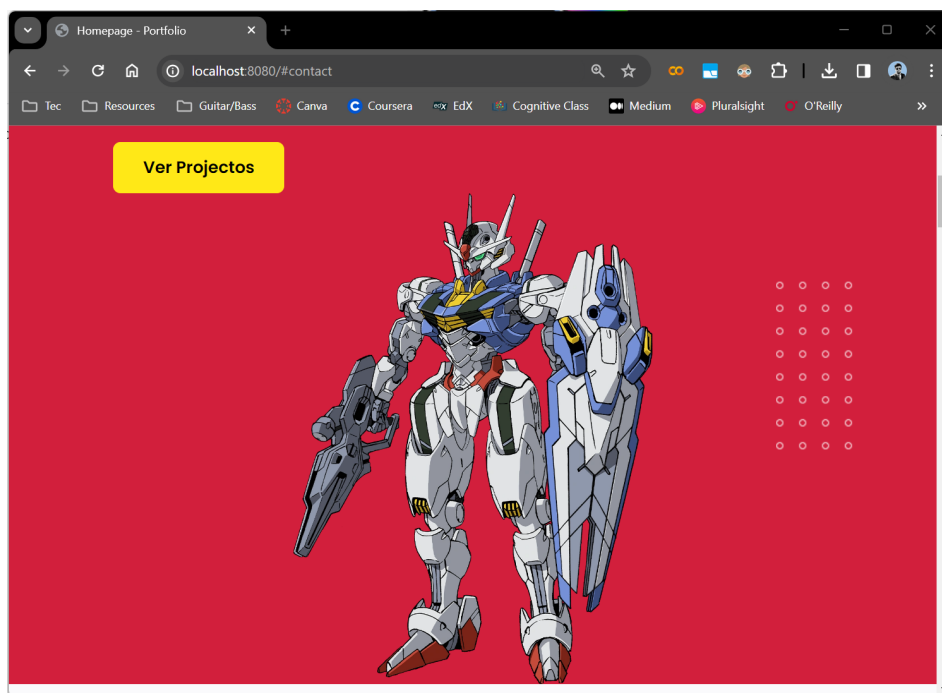 Homepage - Portfolio
localhost:8080/#contact
Tec Resources Guitar/Bass Canva Coursera edX EdX Cognitive Class Medium Pluralsight O'Reilly
Ver Projectos